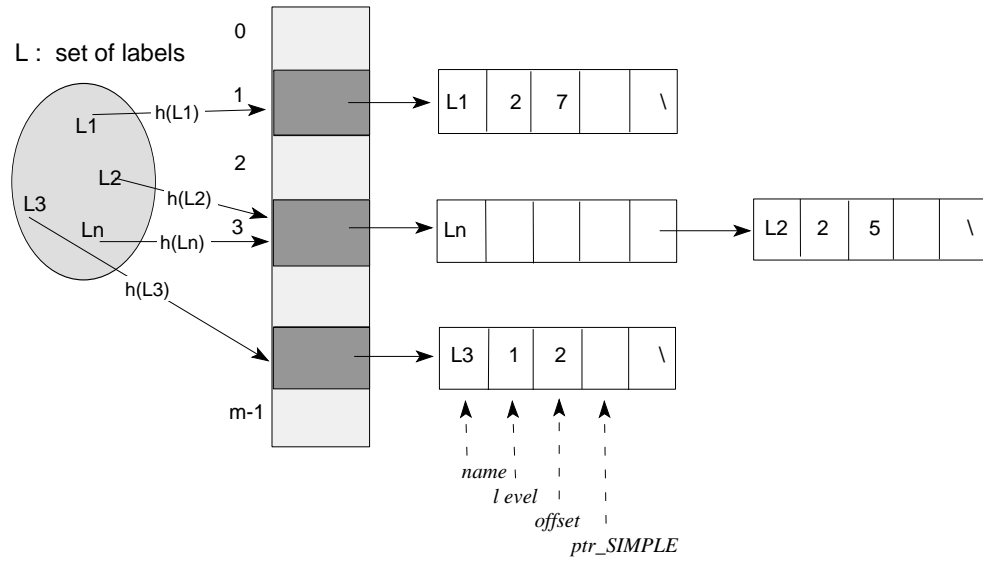 L : set of labels
0
1
2
3
m-1
L1
L2
L3
Ln
h(L1)
h(L2)
h(Ln)
h(L3)
L1 2 7 \
Ln
L2 2 5 \
L3 1 2 \
name
l evel
offset
ptr_SIMPLE